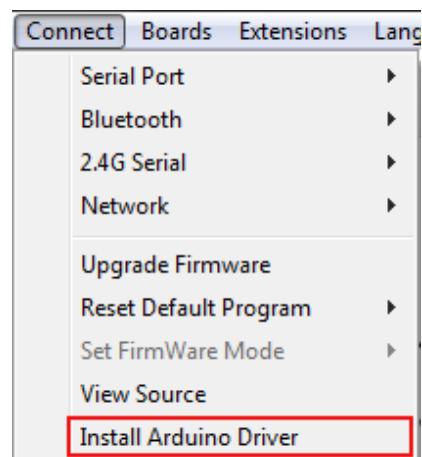 Connect Boards Extensions Lang
Serial Port
Bluetooth
2.4G Serial
Network
Upgrade Firmware
Reset Default Program
Set FirmWare Mode
View Source
Install Arduino Driver